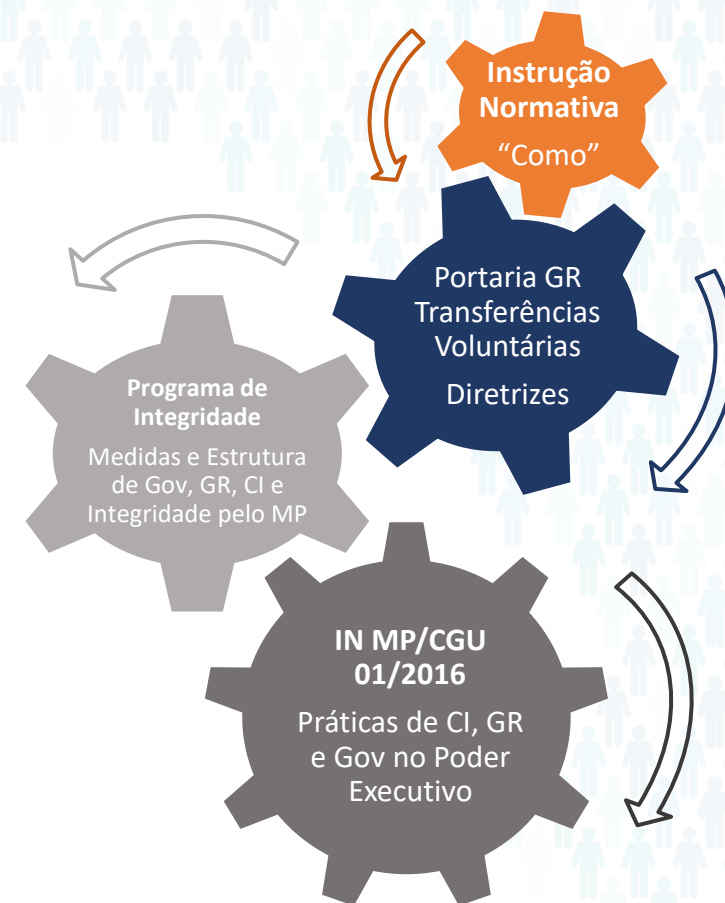 Instrução
Normativa
“Como”
Portaria GR
Transferências
Voluntárias
Diretrizes
Programa de
Integridade
Medidas e Estrutura
de Gov, GR, CI e
Integridade pelo MP
IN MP/CGU
01/2016
Práticas de CI, GR
e Gov no Poder
Executivo